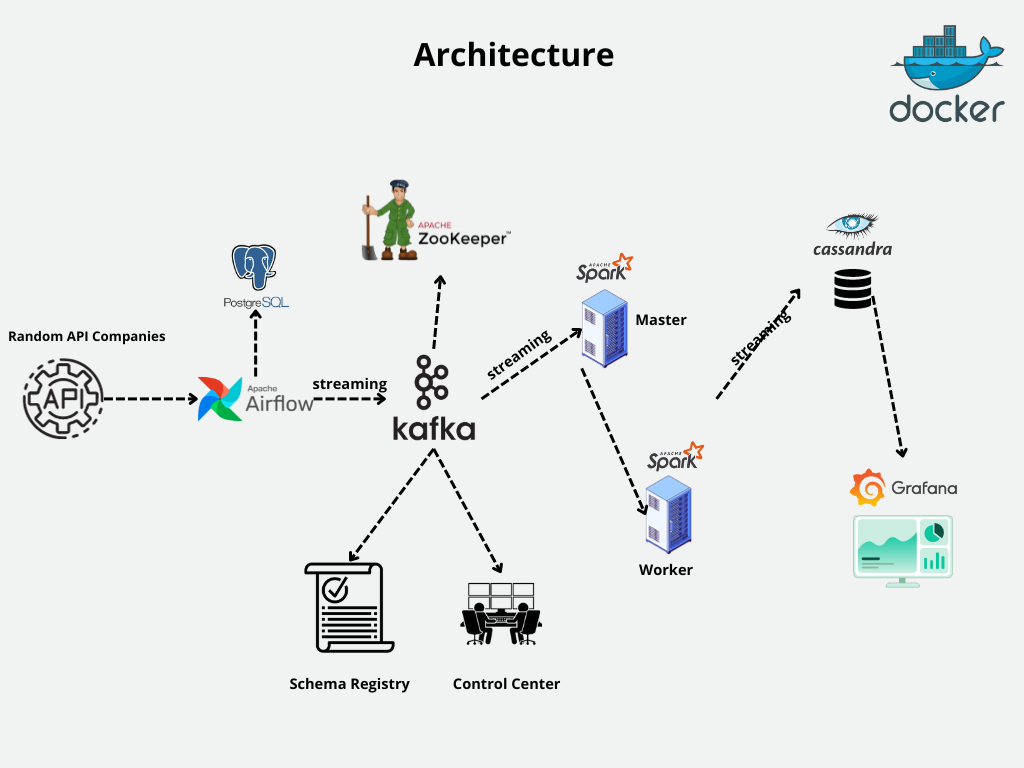 Architecture
docker
APACHE
ZooKeeper™
cassandra
PostgreSQL
APACHE
Spark
Master
Random API Companies
API
Apache
Airflow
streaming
kafka
streaming
streaming
APACHE
Spark
Worker
Grafana
Schema Registry
Control Center